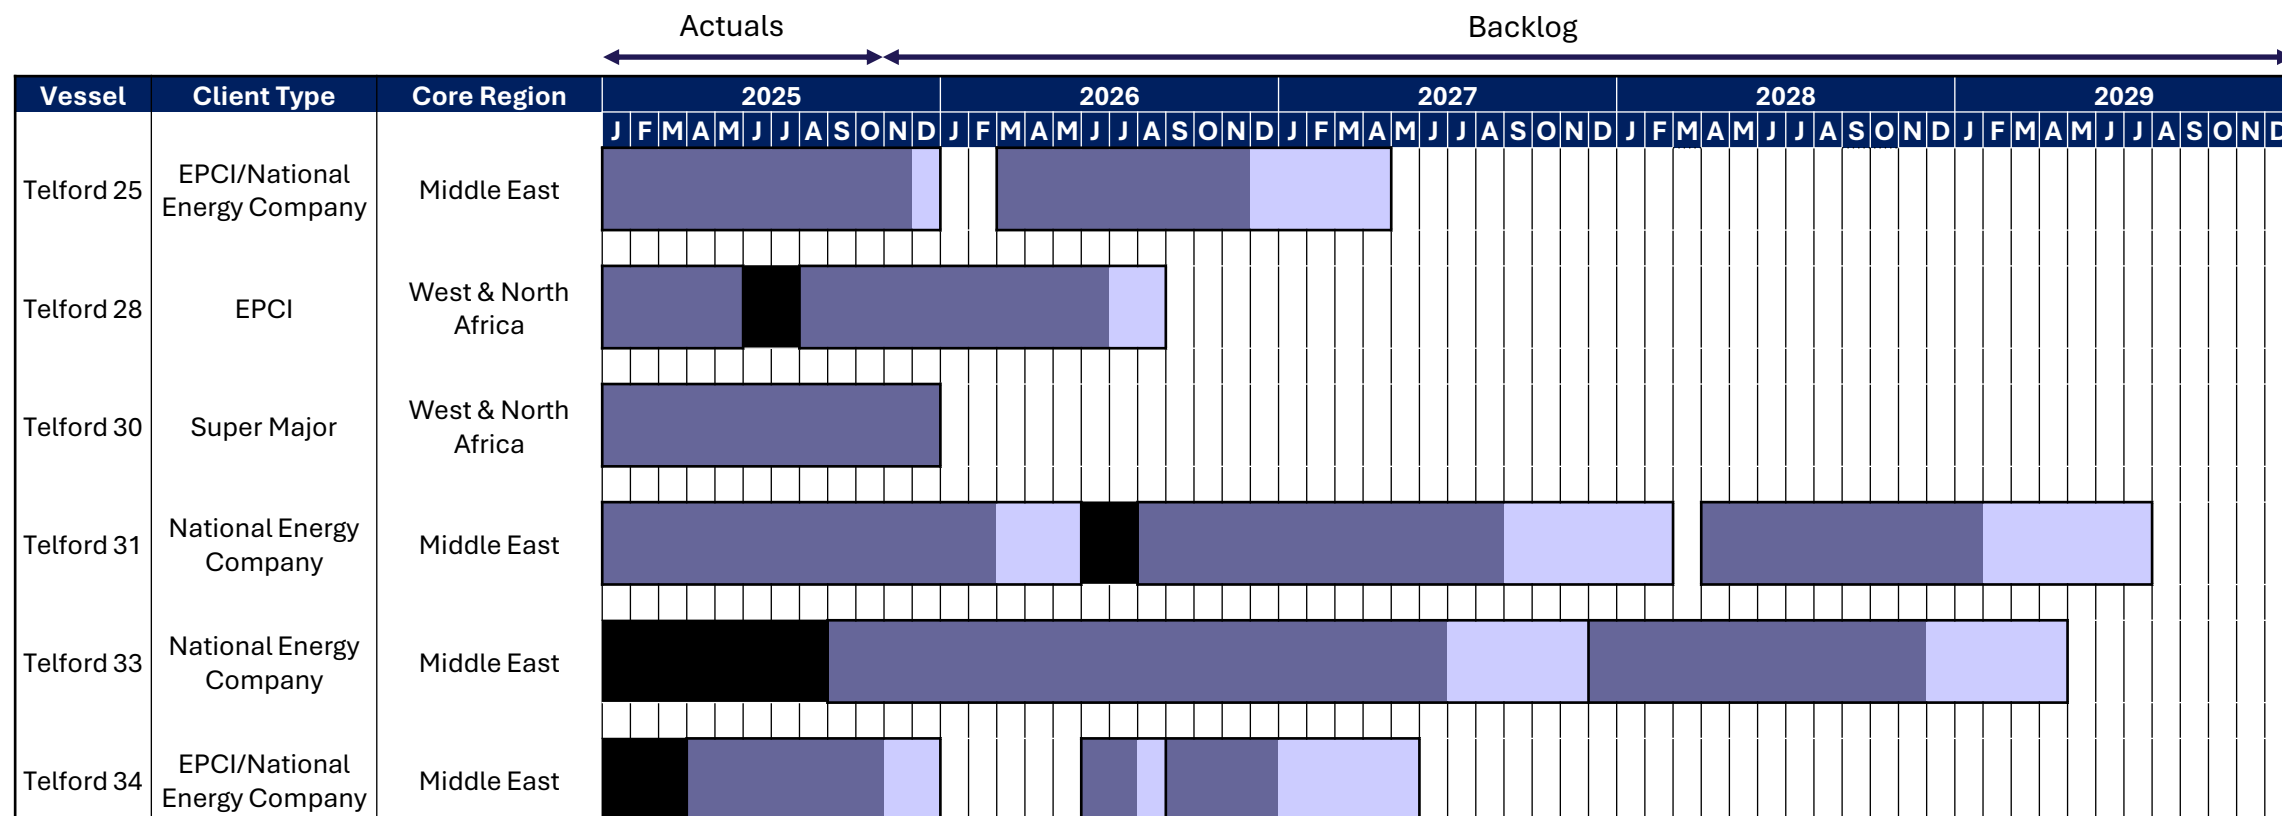 Actuals
Backlog
Vessel Client Type Core Region 2025 2026 2027 2028 2029
J F M A M J J A S O N D J F M A M J J A S O N D J F M A M J J A S O N D J F M A M J J A S O N D J F M A M J J A S O N D
Telford 25
EPCI/National
Energy Company
Middle East
Telford 28
EPCI
West & North
Africa
Telford 30
Super Major
West & North
Africa
Telford 31
National Energy
Company
Middle East
Telford 33
National Energy
Company
Middle East
Telford 34
EPCI/National
Energy Company
Middle East